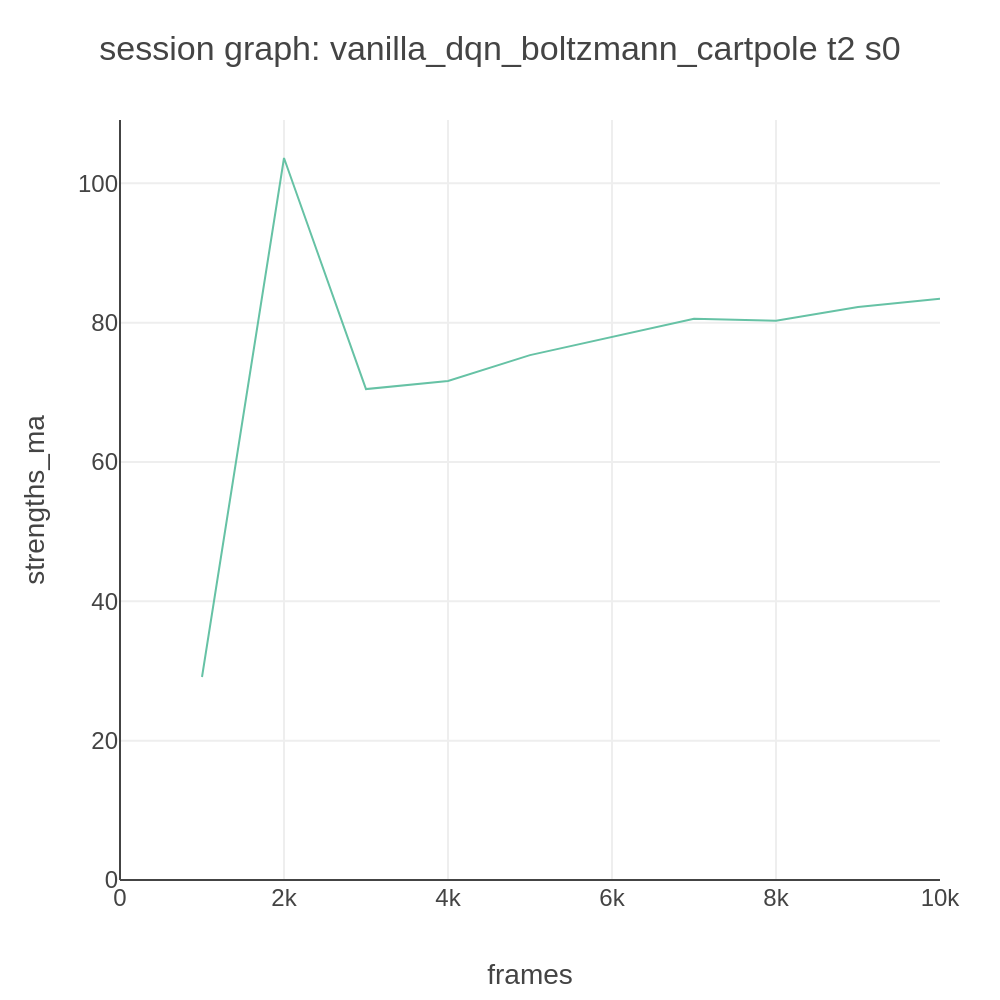 session graph: vanilla_dqn_boltzmann_cartpole t2 s0
100
80
60
40
20
0
strengths_ma
0 2k 4k 6k 8k 10k
frames